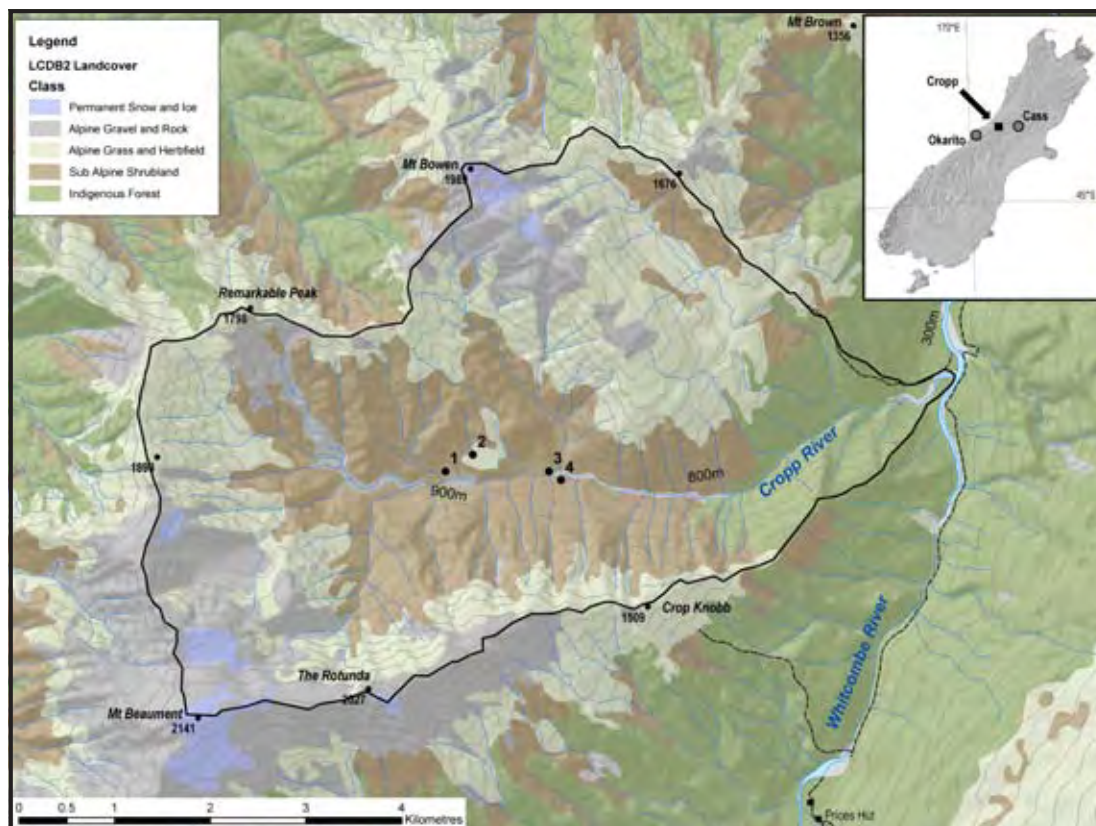 Legend
LCDB2 Landcover
Class
Permanent Snow and Ice
Alpine Gravel and Rock
Alpine Grass and Herbfield
Sub Alpine Shrubland
Indigenous Forest
Mt Brown
1356
170°E
Cropp
Cass
Okarito
45°S
Mt Bowen
1676
300m
Remarkable Peak
1
2
3
4
900m
800m
Cropp River
Crop Knobb
1509
Whitcombe River
The Rotunda
2027
Mt Beaument
2141
0 0.5 1 2 3 4
Kilometres
Prices Hut